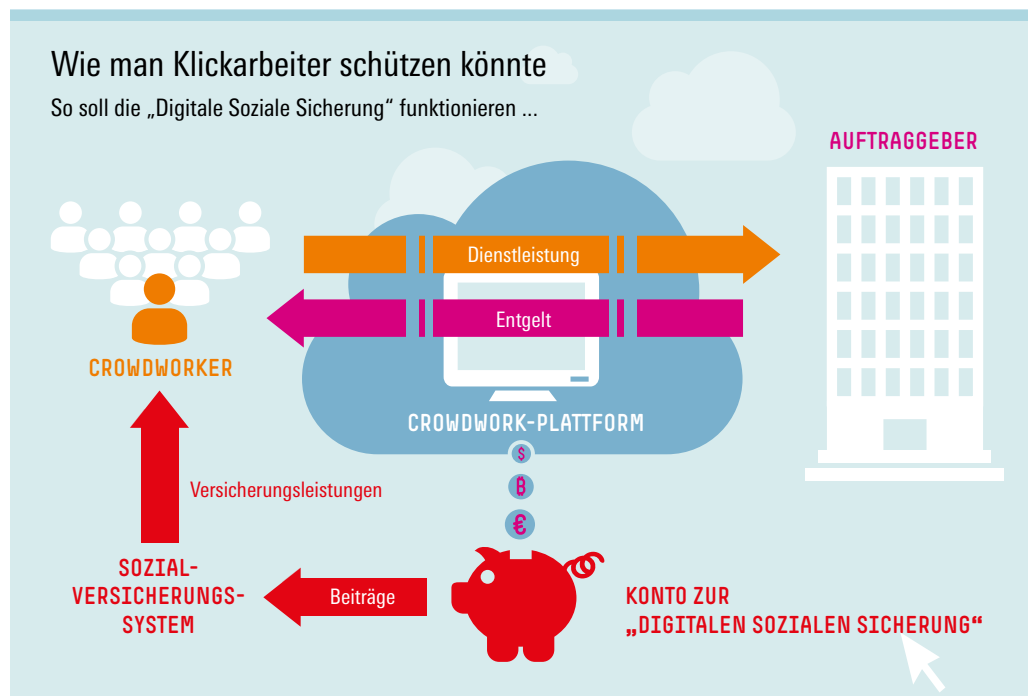 Wie man Klickarbeiter schützen könnte
So soll die „Digitale Soziale Sicherung“ funktionieren ...
AUFTRAGGEBER
Dienstleistung
Entgelt
CROWDWORKER
CROWDWORK-PLATTFORM
$
₿
€
Versicherungsleistungen
SOZIAL-
VERSICHERUNGS-
SYSTEM
Beiträge
KONTO ZUR
„DIGITALEN SOZIALEN SICHERUNG“